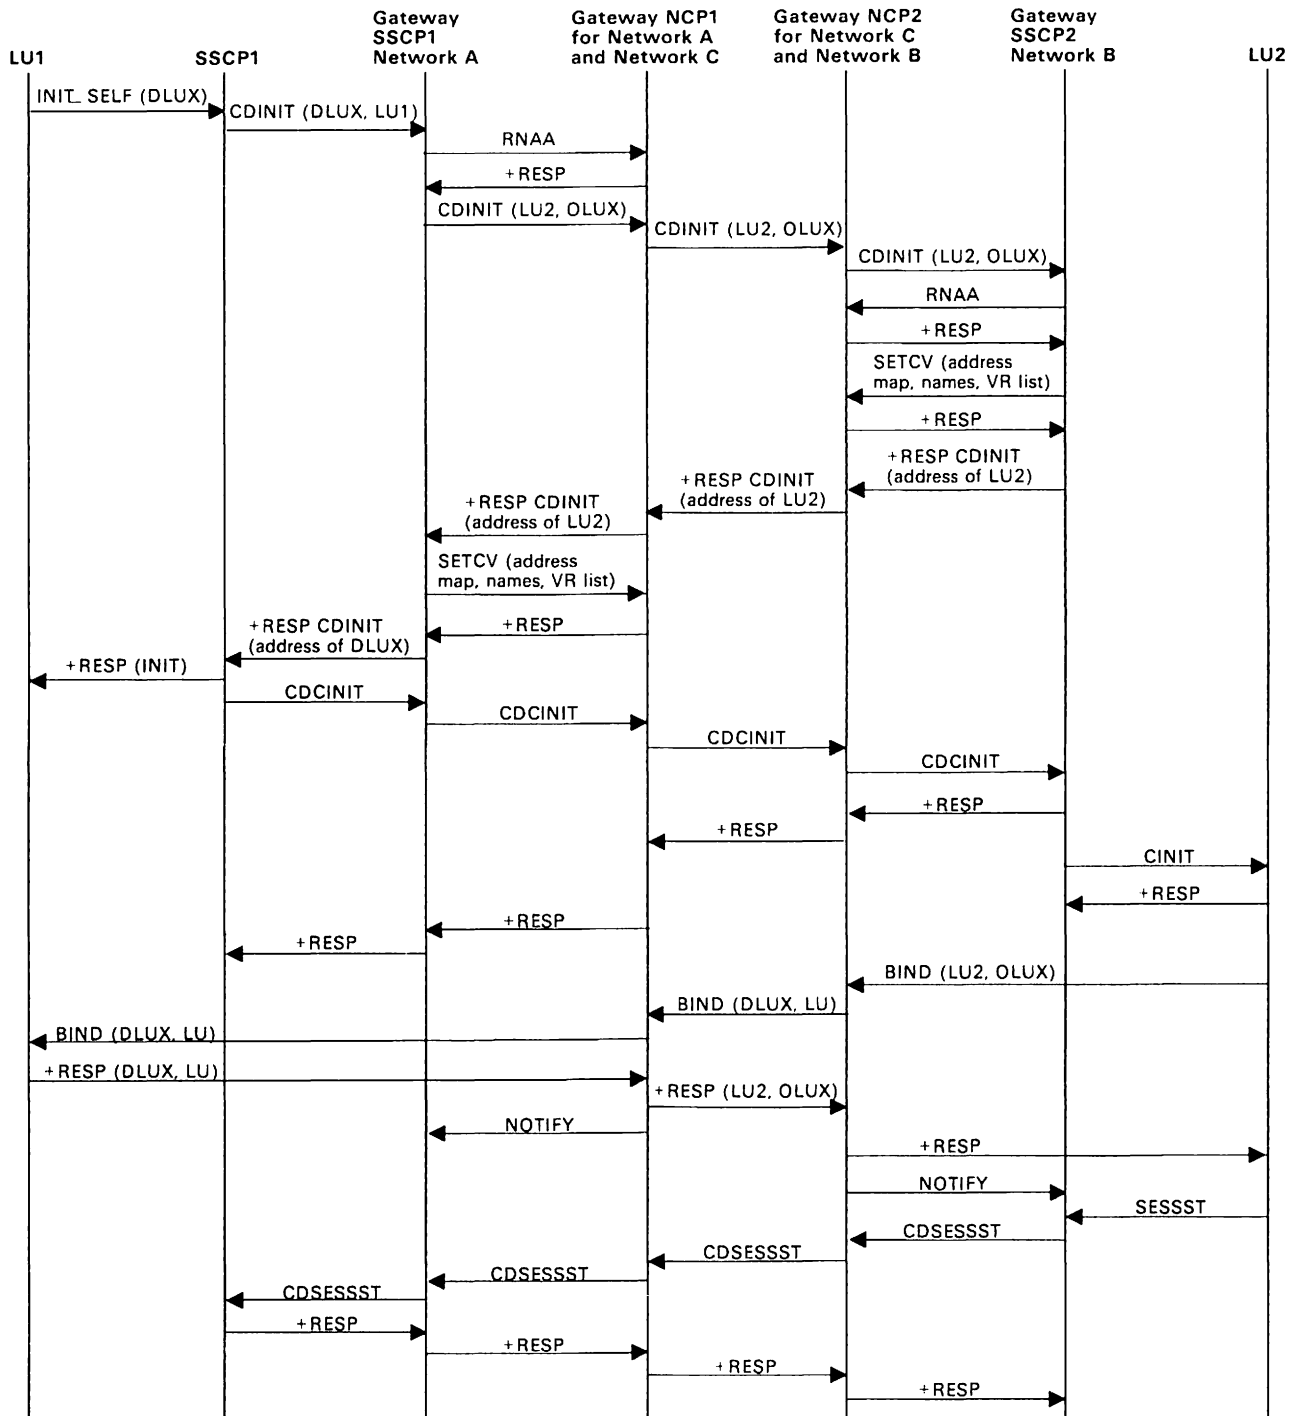 LU1
SSCP1
Gateway
SSCP1
Network A
Gateway NCP1
for Network A
and Network C
Gateway NCP2
for Network C
and Network B
Gateway
SSCP2
Network B
LU2
INIT_ SELF (DLUX)
CDINIT (DLUX, LU1)
RNAA
+RESP
CDINIT (LU2, OLUX)
CDINIT (LU2, OLUX)
CDINIT (LU2, OLUX)
RNAA
+RESP
SETCV (address
map, names, VR list)
+RESP
+RESP CDINIT
(address of LU2)
+RESP CDINIT
(address of LU2)
+RESP CDINIT
(address of LU2)
SETCV (address
map, names, VR list)
+RESP
+RESP CDINIT
(address of DLUX)
+RESP (INIT)
CDCINIT
CDCINIT
CDCINIT
CDCINIT
+RESP
+RESP
CINIT
+RESP
+RESP
+RESP
BIND (LU2, OLUX)
BIND (DLUX, LU)
BIND (DLUX, LU)
+RESP (DLUX, LU)
+RESP (LU2, OLUX)
NOTIFY
+RESP
NOTIFY
SESSST
CDSESSST
CDSESSST
CDSESSST
CDSESSST
+RESP
+RESP
+RESP
+RESP